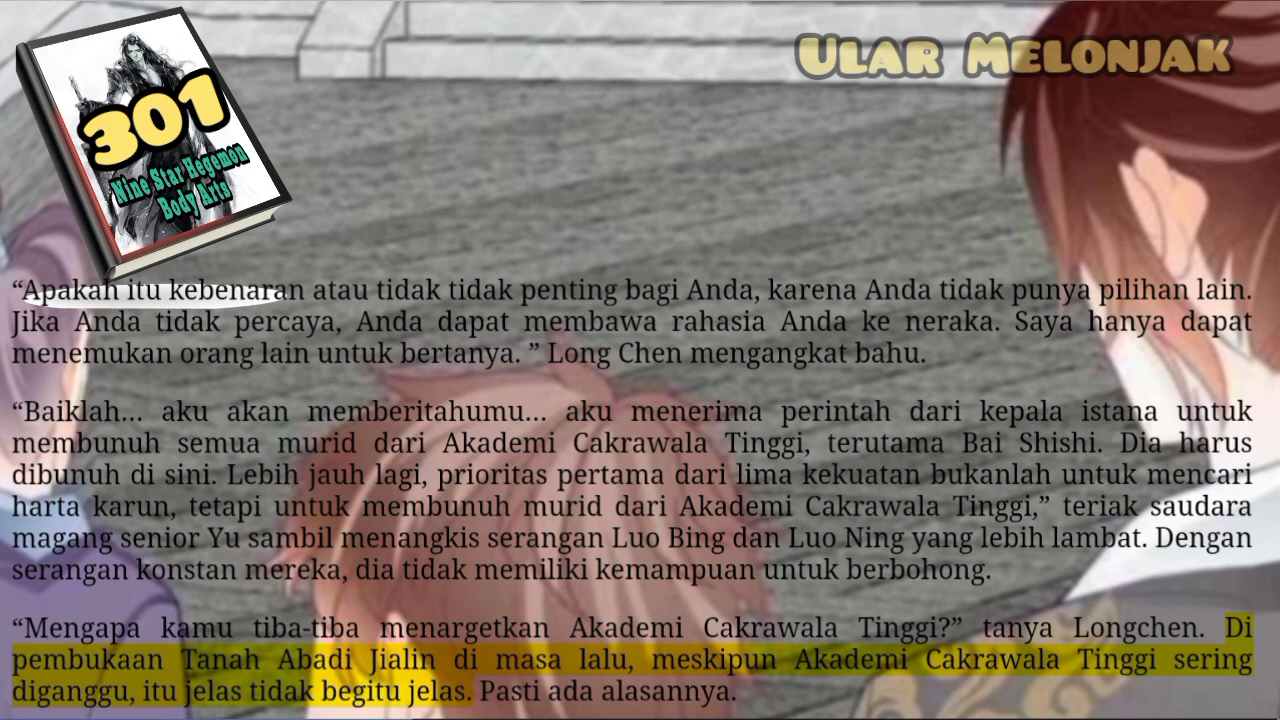 Ular Melonjak
301
Nine Star Hegemon
Body Arts
“Apakah itu kebenaran atau tidak tidak penting bagi Anda, karena Anda tidak punya pilihan lain.
Jika Anda tidak percaya, Anda dapat membawa rahasia Anda ke neraka. Saya hanya dapat
menemukan orang lain untuk bertanya. ” Long Chen mengangkat bahu.
“Baiklah... aku akan memberitahumu... aku menerima perintah dari kepala istana untuk
membunuh semua murid dari Akademi Cakrawala Tinggi, terutama Bai Shishi. Dia harus
dibunuh di sini. Lebih jauh lagi, prioritas pertama dari lima kekuatan bukanlah untuk mencari
harta karun, tetapi untuk membunuh murid dari Akademi Cakrawala Tinggi,” teriak saudara
magang senior Yu sambil menangkis serangan Luo Bing dan Luo Ning yang lebih lambat. Dengan
serangan konstan mereka, dia tidak memiliki kemampuan untuk berbohong.
“Mengapa kamu tiba-tiba menargetkan Akademi Cakrawala Tinggi?” tanya Longchen. Di
pembukaan Tanah Abadi Jialin di masa lalu, meskipun Akademi Cakrawala Tinggi sering
diganggu, itu jelas tidak begitu jelas. Pasti ada alasannya.